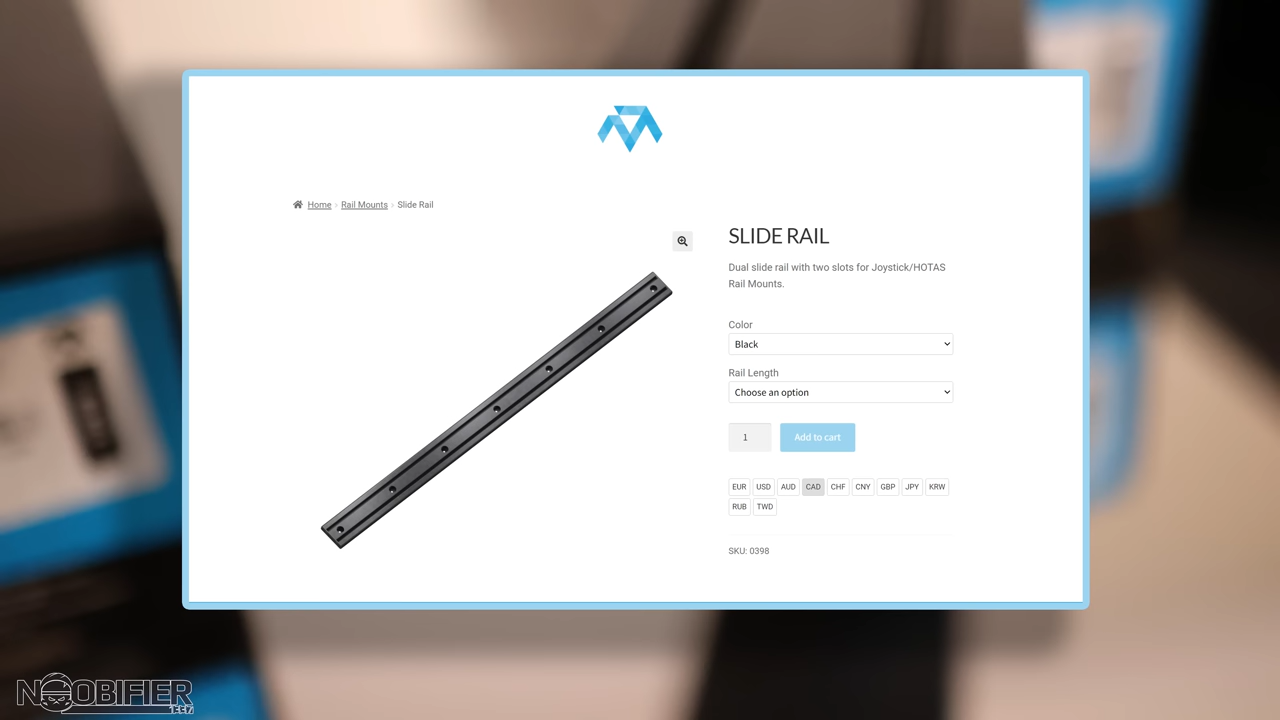 Home
Rail Mounts
Slide Rail
SLIDE RAIL
Dual slide rail with two slots for Joystick/HOTAS
Rail Mounts.
Color
Black
Rail Length
Choose an option
1
Add to cart
EUR USD AUD CAD CHF CNY GBP JPY KRW
RUB TWD
SKU: 0398
NOOBIFIER
TECH